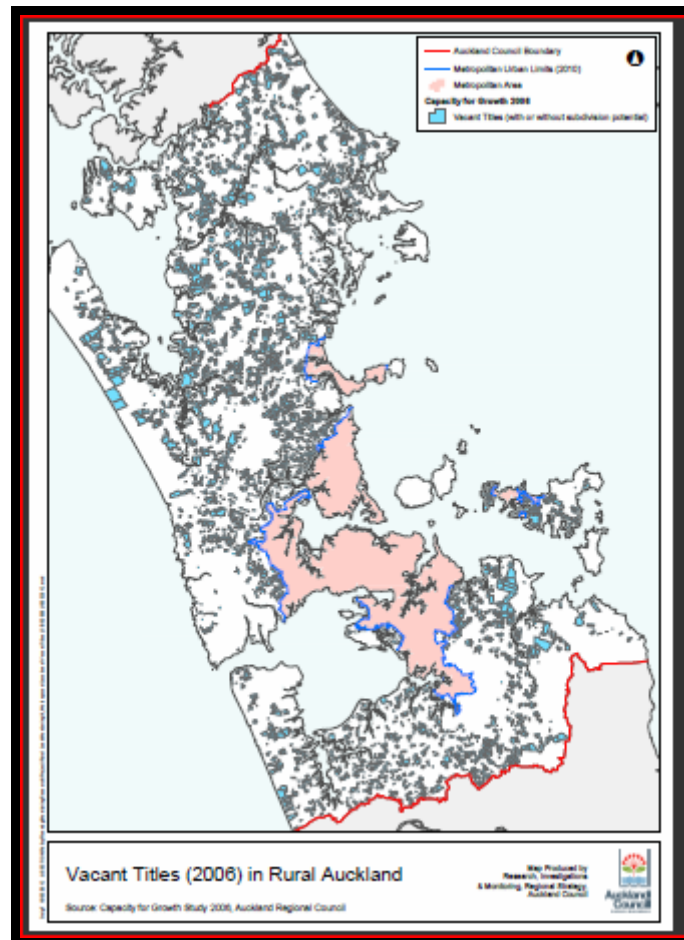 Auckland Council Boundary
Metropolitan Urban Limits (2010)
Metropolitan Area
Capacity for Growth 2006
Vacant Titles (with or without subdivision potential)
Vacant Titles (2006) in Rural Auckland
Source: Capacity for Growth Study 2006, Auckland Regional Council
Map Produced by
Research, Investigations
& Monitoring, Regional Strategy,
Auckland Council
Auckland
Council